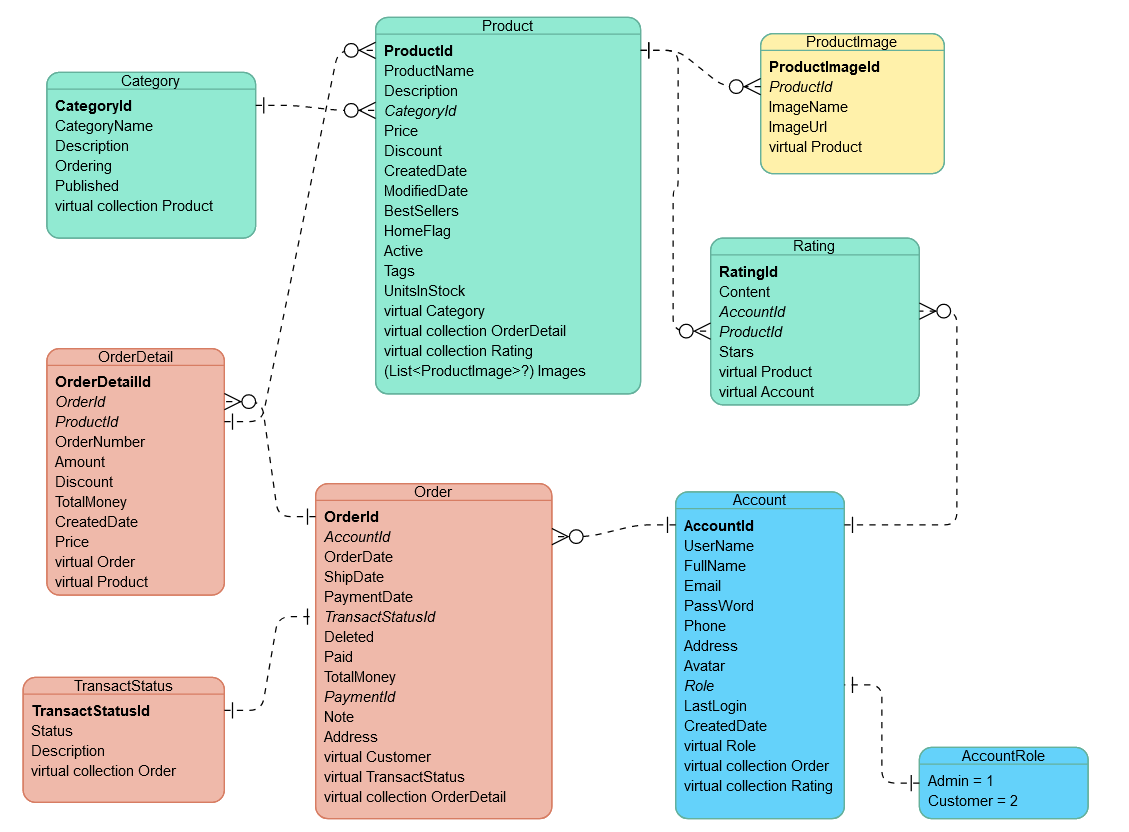 Product
ProductId
ProductName
Description
CategoryId
Price
Discount
CreatedDate
ModifiedDate
BestSellers
HomeFlag
Active
Tags
UnitsInStock
virtual Category
virtual collection OrderDetail
virtual collection Rating
(List<ProductImage>?) Images
ProductImage
ProductImageId
ProductId
ImageName
ImageUrl
virtual Product
Category
CategoryId
CategoryName
Description
Ordering
Published
virtual collection Product
Rating
RatingId
Content
AccountId
ProductId
Stars
virtual Product
virtual Account
OrderDetail
OrderDetailId
OrderId
ProductId
OrderNumber
Amount
Discount
TotalMoney
CreatedDate
Price
virtual Order
virtual Product
Order
OrderId
AccountId
OrderDate
ShipDate
PaymentDate
TransactStatusId
Deleted
Paid
TotalMoney
PaymentId
Note
Address
virtual Customer
virtual TransactStatus
virtual collection OrderDetail
Account
AccountId
UserName
FullName
Email
PassWord
Phone
Address
Avatar
Role
LastLogin
CreatedDate
virtual Role
virtual collection Order
virtual collection Rating
TransactStatus
TransactStatusId
Status
Description
virtual collection Order
AccountRole
Admin = 1
Customer = 2